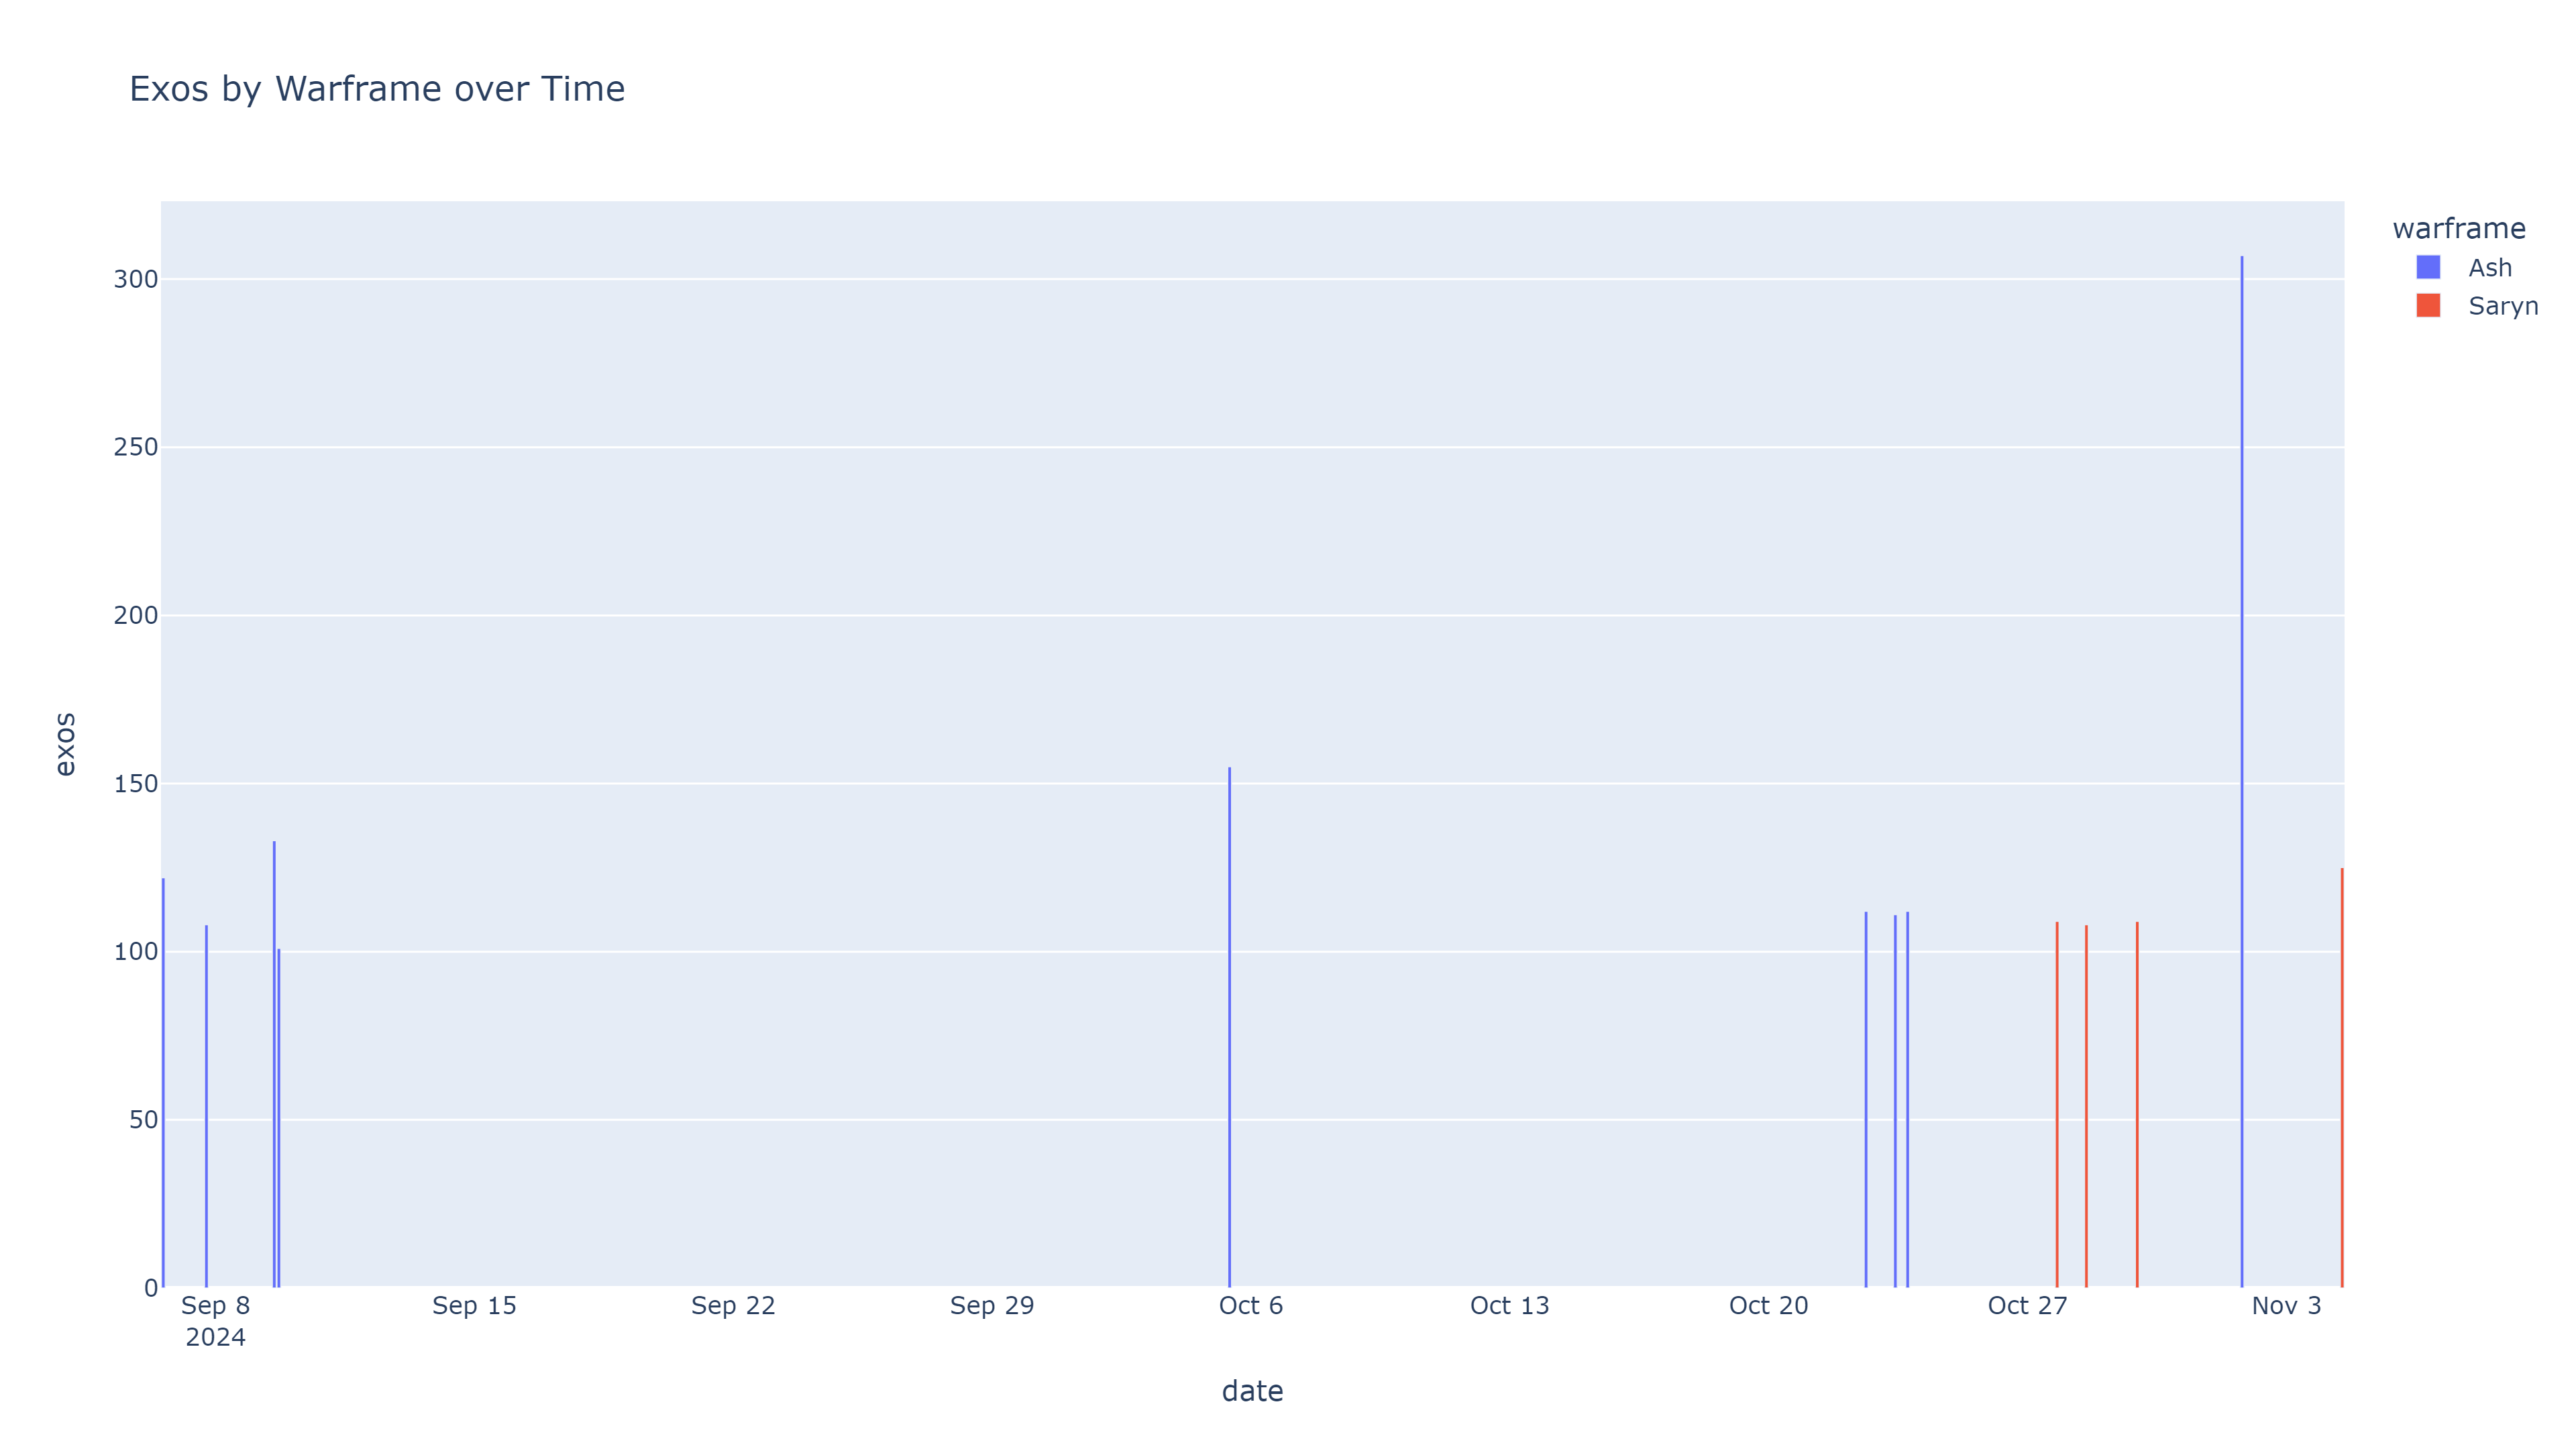 Exos by Warframe over Time
warframe
Ash
Saryn
300
250
200
150
100
50
0
exos
Sep 8
2024
Sep 15
Sep 22
Sep 29
Oct 6
Oct 13
Oct 20
Oct 27
Nov 3
date